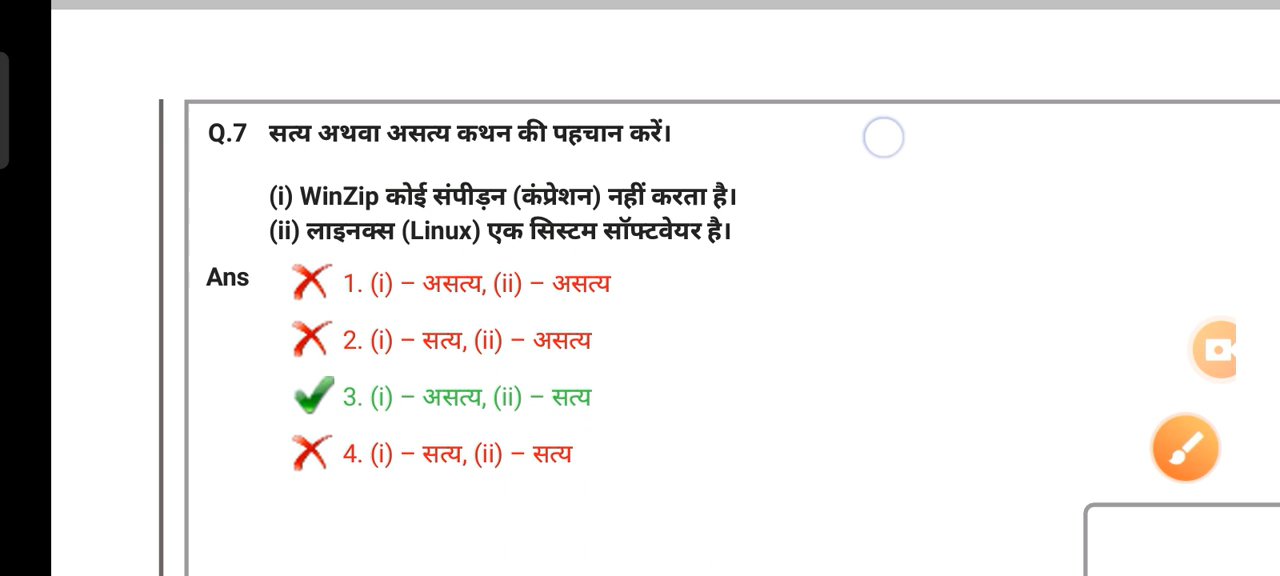 Q.7 सत्य अथवा असत्य कथन की पहचान करें।
(i) WinZip कोई संपीड़न (कंप्रेशन) नहीं करता है।
(ii) लाइनक्स (Linux) एक सिस्टम सॉफ्टवेयर है।
Ans 1. (i) – असत्य, (ii) – असत्य
2. (i) – सत्य, (ii) – असत्य
3. (i) – असत्य, (ii) – सत्य
4. (i) – सत्य, (ii) – सत्य